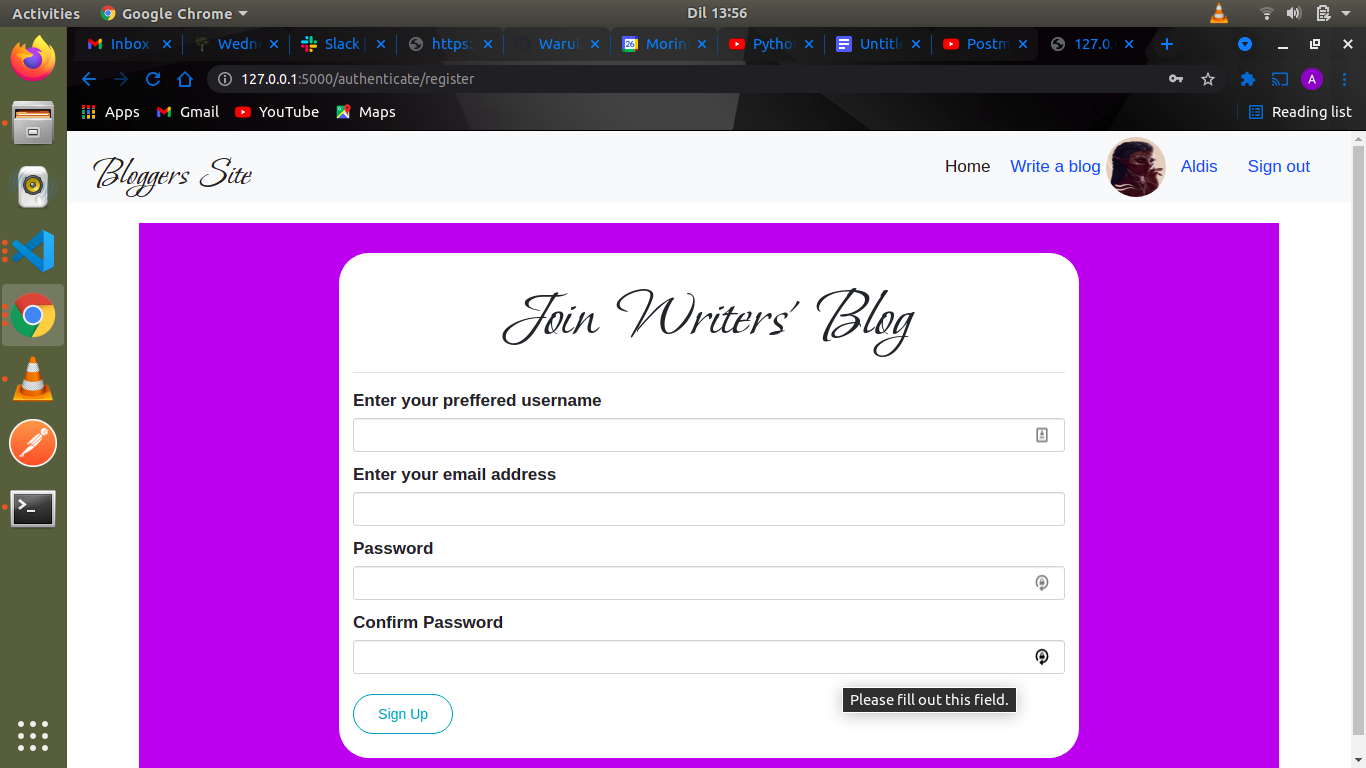 Activities Google Chrome Dil 13:56
Inbox Wedn Slack https: Warui Morin Python Untitle Postm 127.0.
127.0.0.1:5000/authenticate/register A
Apps Gmail YouTube Maps Reading list
Bloggers Site Home Write a blog Aldis Sign out
Join Writers' Blog
Enter your preffered username
Enter your email address
Password
Confirm Password
Please fill out this field.
Sign Up